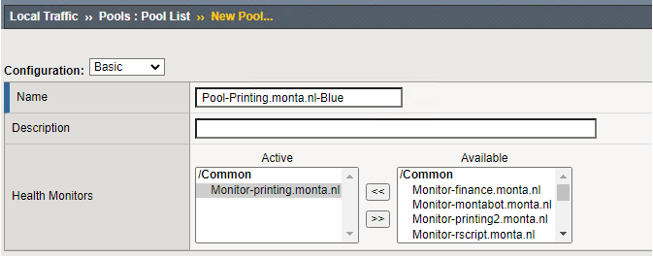 Local Traffic ›› Pools : Pool List ›› New Pool...
Configuration: Basic
Name Pool-Printing.monta.nl-Blue
Description
Active Available
/Common /Common
Monitor-printing.monta.nl << Monitor-finance.monta.nl
Health Monitors Monitor-montabot.monta.nl
>> Monitor-printing2.monta.nl
Monitor-rscript.monta.nl